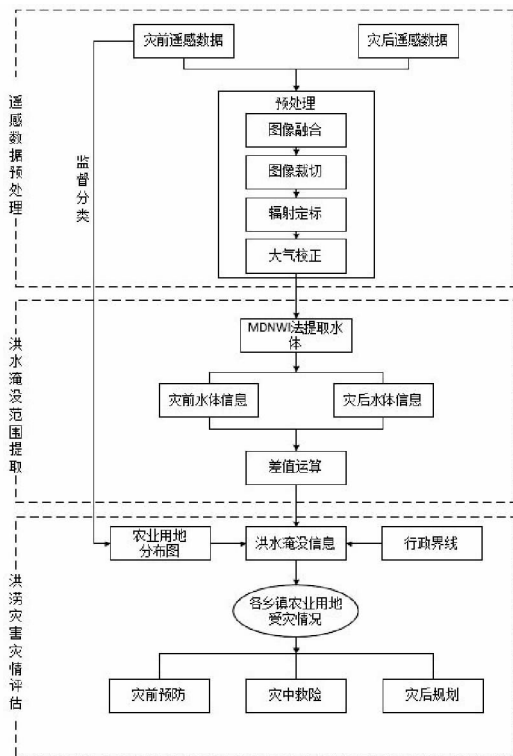 灾前遥感数据
灾后遥感数据
遥感数据预处理
监督分类
预处理
图像融合
图像裁切
辐射定标
大气校正
洪水淹没范围提取
MDNWI法提取水
体
灾前水体信息
灾后水体信息
差值运算
洪涝灾害灾情评估
农业用地
分布图
洪水淹没信息
行政界线
各乡镇农业用地
受灾情况
灾前预防
灾中救险
灾后规划